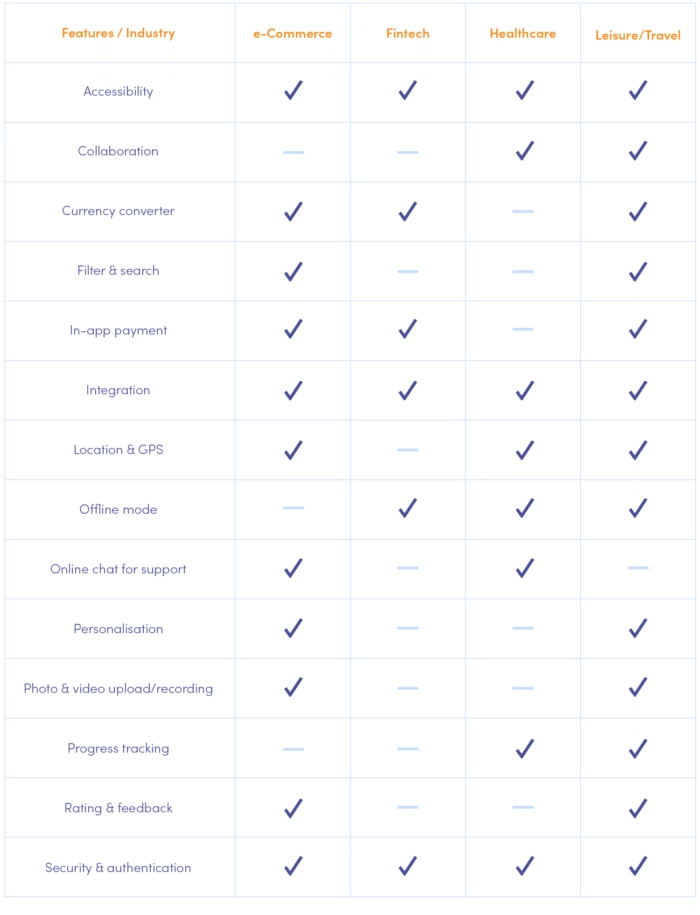 Features / Industry e-Commerce Fintech Healthcare Leisure/Travel
Accessibility ✓ ✓ ✓ ✓
Collaboration — — ✓ ✓
Currency converter ✓ ✓ — ✓
Filter & search ✓ — — ✓
In-app payment ✓ ✓ — ✓
Integration ✓ ✓ ✓ ✓
Location & GPS ✓ — ✓ ✓
Offline mode — ✓ ✓ ✓
Online chat for support ✓ — ✓ —
Personalisation ✓ — — ✓
Photo & video upload/recording ✓ — — ✓
Progress tracking — — ✓ ✓
Rating & feedback ✓ — — ✓
Security & authentication ✓ ✓ ✓ ✓